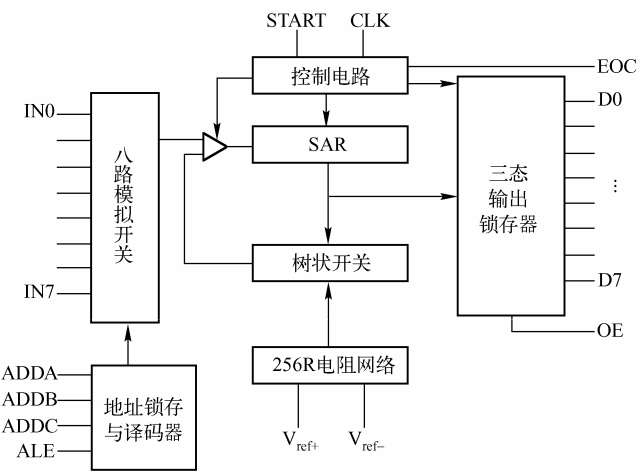 START
CLK
控制电路
EOC
D0
IN0
八路模拟开关
SAR
三态
输出
锁存器
⋮
树状开关
IN7
D7
OE
256R电阻网络
ADDA
ADDB
ADDC
ALE
地址锁存
与译码器
Vref+
Vref−